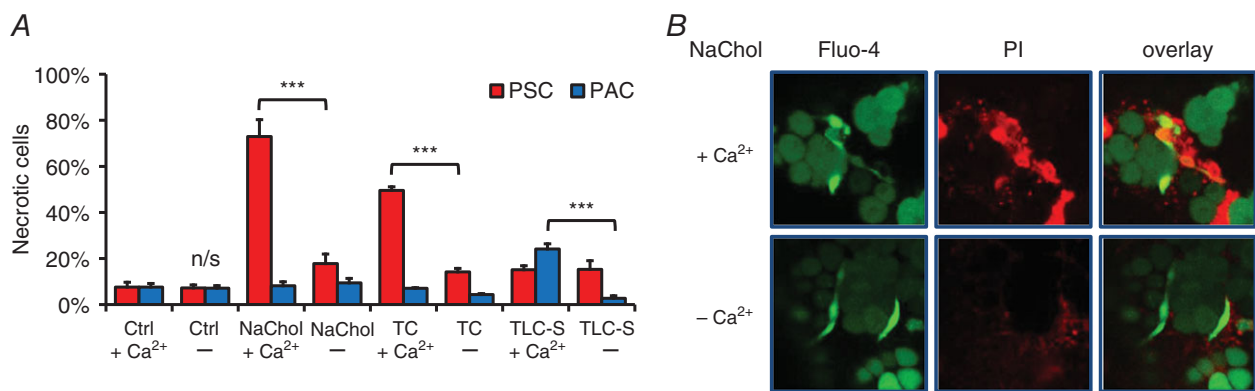 A
100%
80%
60%
40%
20%
0%
Necrotic cells
PSC PAC
n/s
***
***
***
Ctrl Ctrl NaChol NaChol TC TC TLC-S TLC-S
+ Ca²⁺ – + Ca²⁺ – + Ca²⁺ – + Ca²⁺ –
B
NaChol Fluo-4 PI overlay
+ Ca²⁺
– Ca²⁺